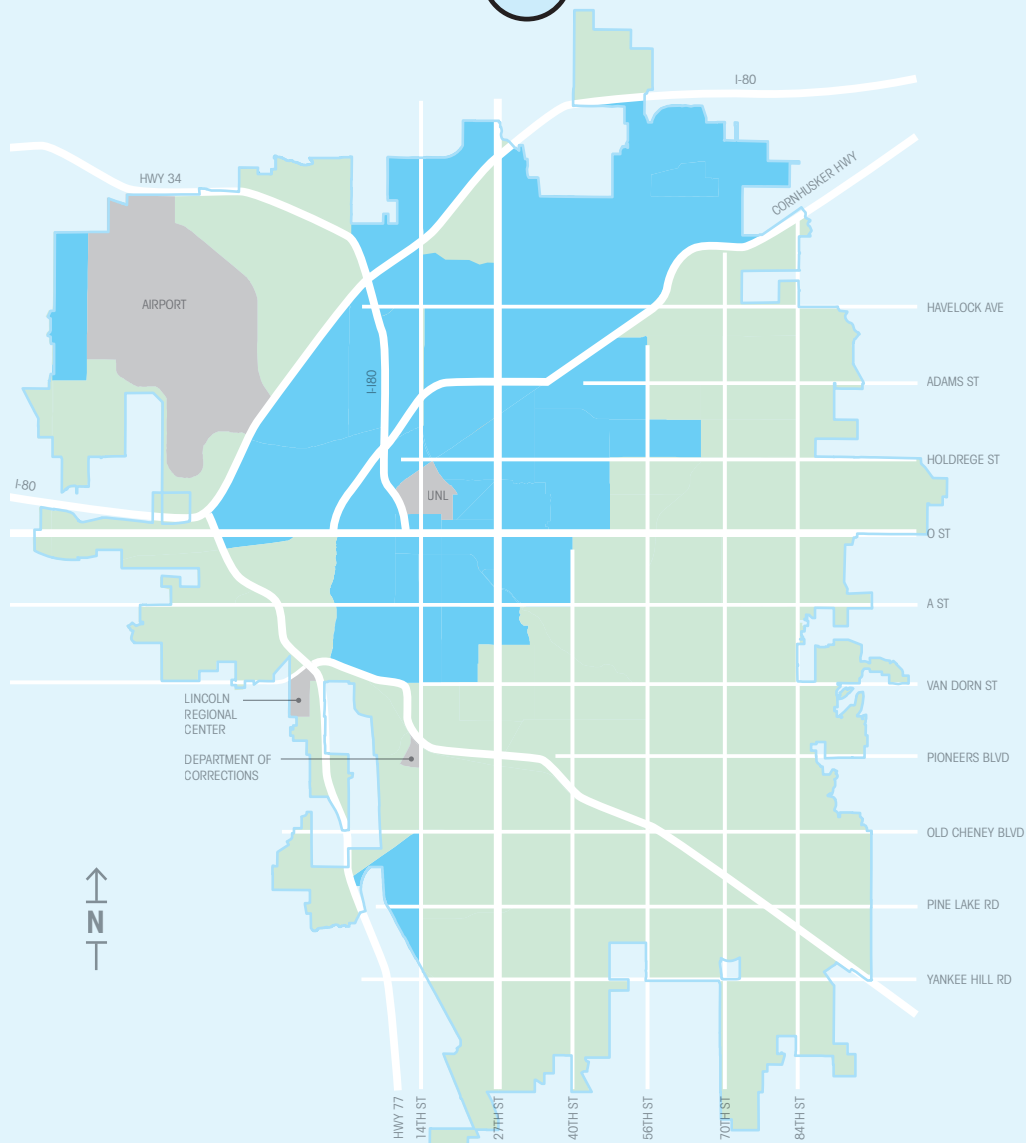 I-80
HWY 34
CORNHUSKER HWY
AIRPORT
HAVELOCK AVE
I-180
ADAMS ST
HOLDREGE ST
I-80
UNL
O ST
A ST
VAN DORN ST
LINCOLN
REGIONAL
CENTER
DEPARTMENT OF
CORRECTIONS
PIONEERS BLVD
OLD CHENEY BLVD
PINE LAKE RD
N
YANKEE HILL RD
HWY 77
14TH ST
27TH ST
40TH ST
56TH ST
70TH ST
84TH ST